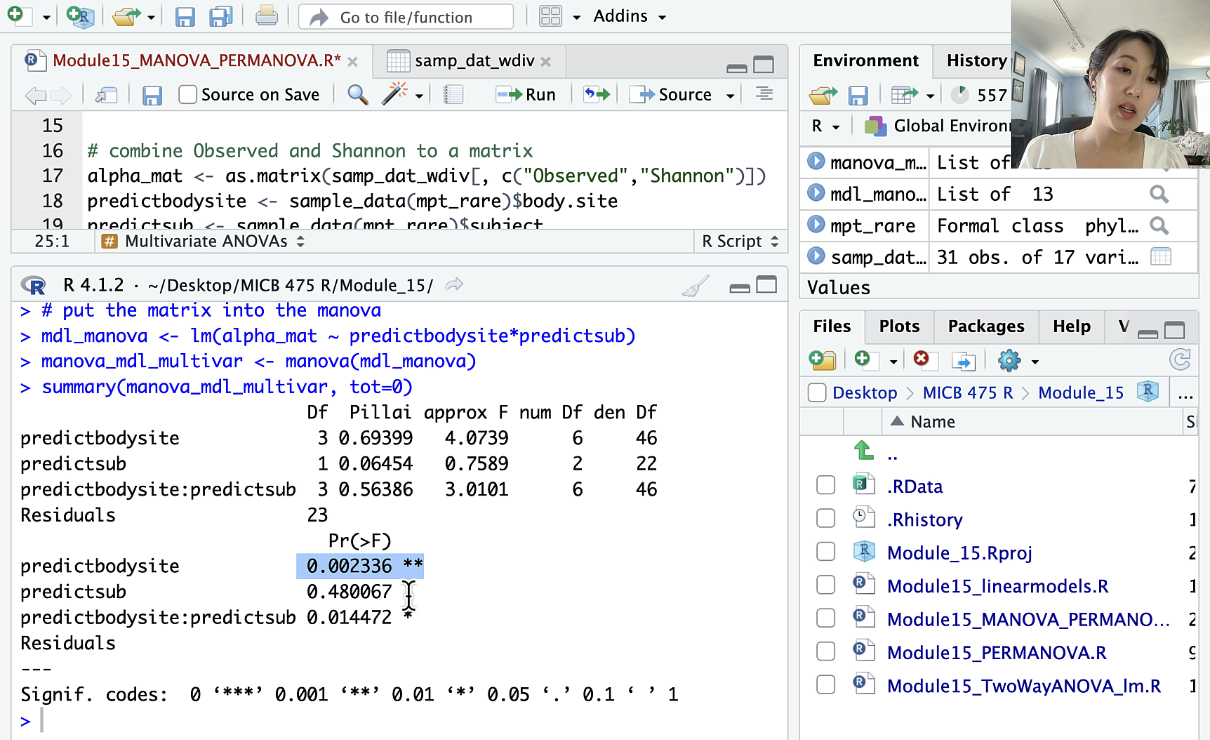 Go to file/function
Addins
Module15_MANOVA_PERMANOVA.R*
samp_dat_wdiv
Source on Save
Run
Source
15
16 # combine Observed and Shannon to a matrix
17 alpha_mat <- as.matrix(samp_dat_wdiv[, c("Observed","Shannon")])
18 predictbodysite <- sample_data(mpt_rare)$body.site
19 predictsub <- sample_data(mpt_rare)$subject
25:1
# Multivariate ANOVAs
R Script
R 4.1.2 · ~/Desktop/MICB 475 R/Module_15/
> # put the matrix into the manova
> mdl_manova <- lm(alpha_mat ~ predictbodysite*predictsub)
> manova_mdl_multivar <- manova(mdl_manova)
> summary(manova_mdl_multivar, tot=0)
Df Pillai approx F num Df den Df
predictbodysite 3 0.69399 4.0739 6 46
predictsub 1 0.06454 0.7589 2 22
predictbodysite:predictsub 3 0.56386 3.0101 6 46
Residuals 23
Pr(>F)
predictbodysite 0.002336 **
predictsub 0.480067
predictbodysite:predictsub 0.014472 *
Residuals
---
Signif. codes: 0 ‘***’ 0.001 ‘**’ 0.01 ‘*’ 0.05 ‘.’ 0.1 ‘ ’ 1
>
Environment
History
557
R
Global Environ
manova_m… List of
mdl_mano… List of 13
mpt_rare Formal class phyl…
samp_dat… 31 obs. of 17 vari…
Values
Files
Plots
Packages
Help
V
Desktop
MICB 475 R
Module_15
...
Name
Si
..
.RData 7
.Rhistory 1
Module_15.Rproj 2
Module15_linearmodels.R 1
Module15_MANOVA_PERMANO... 2
Module15_PERMANOVA.R 9
Module15_TwoWayANOVA_lm.R 1